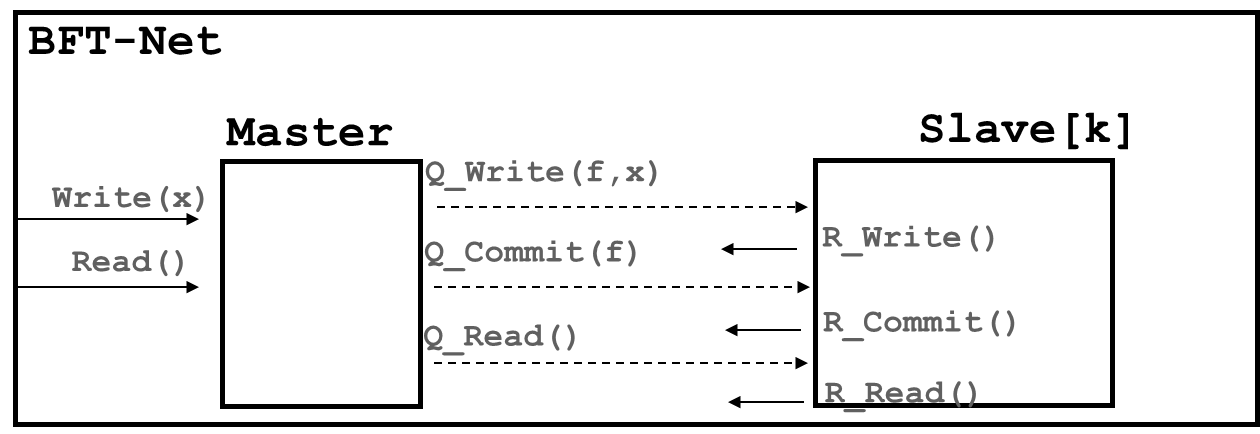 BFT-Net
Master
Slave[k]
Write(x)
Read()
Q_Write(f,x)
R_Write()
Q_Commit(f)
R_Commit()
Q_Read()
R_Read()